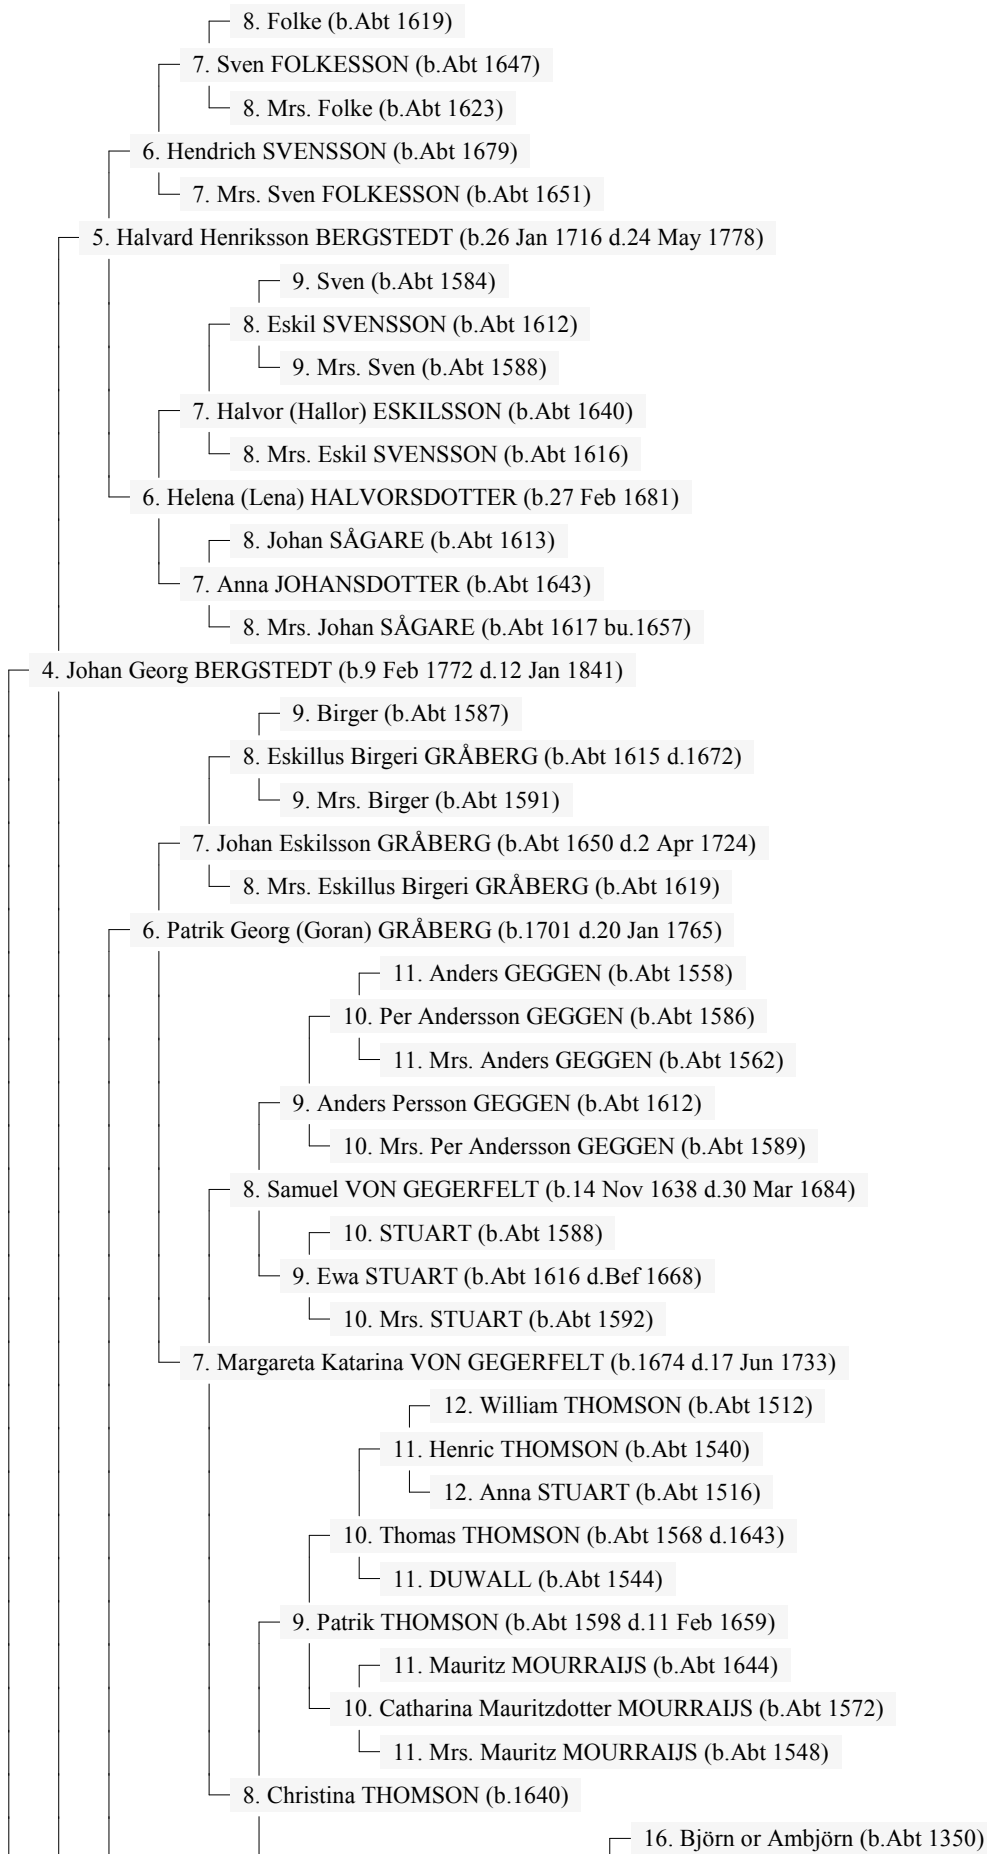 8. Folke (b.Abt 1619)
7. Sven FOLKESSON (b.Abt 1647)
8. Mrs. Folke (b.Abt 1623)
6. Hendrich SVENSSON (b.Abt 1679)
7. Mrs. Sven FOLKESSON (b.Abt 1651)
5. Halvard Henriksson BERGSTEDT (b.26 Jan 1716 d.24 May 1778)
9. Sven (b.Abt 1584)
8. Eskil SVENSSON (b.Abt 1612)
9. Mrs. Sven (b.Abt 1588)
7. Halvor (Hallor) ESKILSSON (b.Abt 1640)
8. Mrs. Eskil SVENSSON (b.Abt 1616)
6. Helena (Lena) HALVORSDOTTER (b.27 Feb 1681)
8. Johan SÅGARE (b.Abt 1613)
7. Anna JOHANSDOTTER (b.Abt 1643)
8. Mrs. Johan SÅGARE (b.Abt 1617 bu.1657)
4. Johan Georg BERGSTEDT (b.9 Feb 1772 d.12 Jan 1841)
9. Birger (b.Abt 1587)
8. Eskillus Birgeri GRÅBERG (b.Abt 1615 d.1672)
9. Mrs. Birger (b.Abt 1591)
7. Johan Eskilsson GRÅBERG (b.Abt 1650 d.2 Apr 1724)
8. Mrs. Eskillus Birgeri GRÅBERG (b.Abt 1619)
6. Patrik Georg (Goran) GRÅBERG (b.1701 d.20 Jan 1765)
11. Anders GEGGEN (b.Abt 1558)
10. Per Andersson GEGGEN (b.Abt 1586)
11. Mrs. Anders GEGGEN (b.Abt 1562)
9. Anders Persson GEGGEN (b.Abt 1612)
10. Mrs. Per Andersson GEGGEN (b.Abt 1589)
8. Samuel VON GEGERFELT (b.14 Nov 1638 d.30 Mar 1684)
10. STUART (b.Abt 1588)
9. Ewa STUART (b.Abt 1616 d.Bef 1668)
10. Mrs. STUART (b.Abt 1592)
7. Margareta Katarina VON GEGERFELT (b.1674 d.17 Jun 1733)
12. William THOMSON (b.Abt 1512)
11. Henric THOMSON (b.Abt 1540)
12. Anna STUART (b.Abt 1516)
10. Thomas THOMSON (b.Abt 1568 d.1643)
11. DUWALL (b.Abt 1544)
9. Patrik THOMSON (b.Abt 1598 d.11 Feb 1659)
11. Mauritz MOURRAIJS (b.Abt 1644)
10. Catharina Mauritzdotter MOURRAIJS (b.Abt 1572)
11. Mrs. Mauritz MOURRAIJS (b.Abt 1548)
8. Christina THOMSON (b.1640)
16. Björn or Ambjörn (b.Abt 1350)